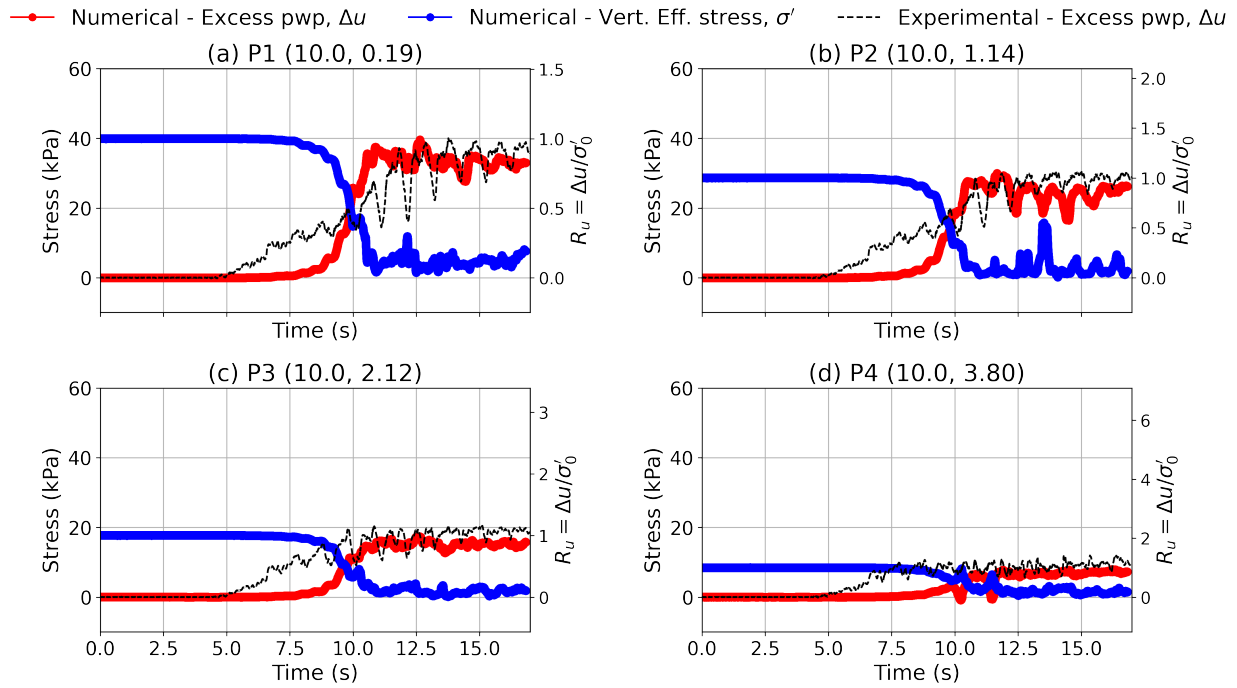 Numerical - Excess pwp, Δu Numerical - Vert. Eff. stress, σ′ Experimental - Excess pwp, Δu
(a) P1 (10.0, 0.19)
60
40
20
0
Stress (kPa)
1.5
1.0
0.5
0.0
R_u = Δu/σ′_0
Time (s)
(b) P2 (10.0, 1.14)
60
40
20
0
Stress (kPa)
2.0
1.5
1.0
0.5
0.0
R_u = Δu/σ′_0
Time (s)
(c) P3 (10.0, 2.12)
60
40
20
0
Stress (kPa)
3
2
1
0
R_u = Δu/σ′_0
0.0 2.5 5.0 7.5 10.0 12.5 15.0
Time (s)
(d) P4 (10.0, 3.80)
60
40
20
0
Stress (kPa)
6
4
2
0
R_u = Δu/σ′_0
0.0 2.5 5.0 7.5 10.0 12.5 15.0
Time (s)